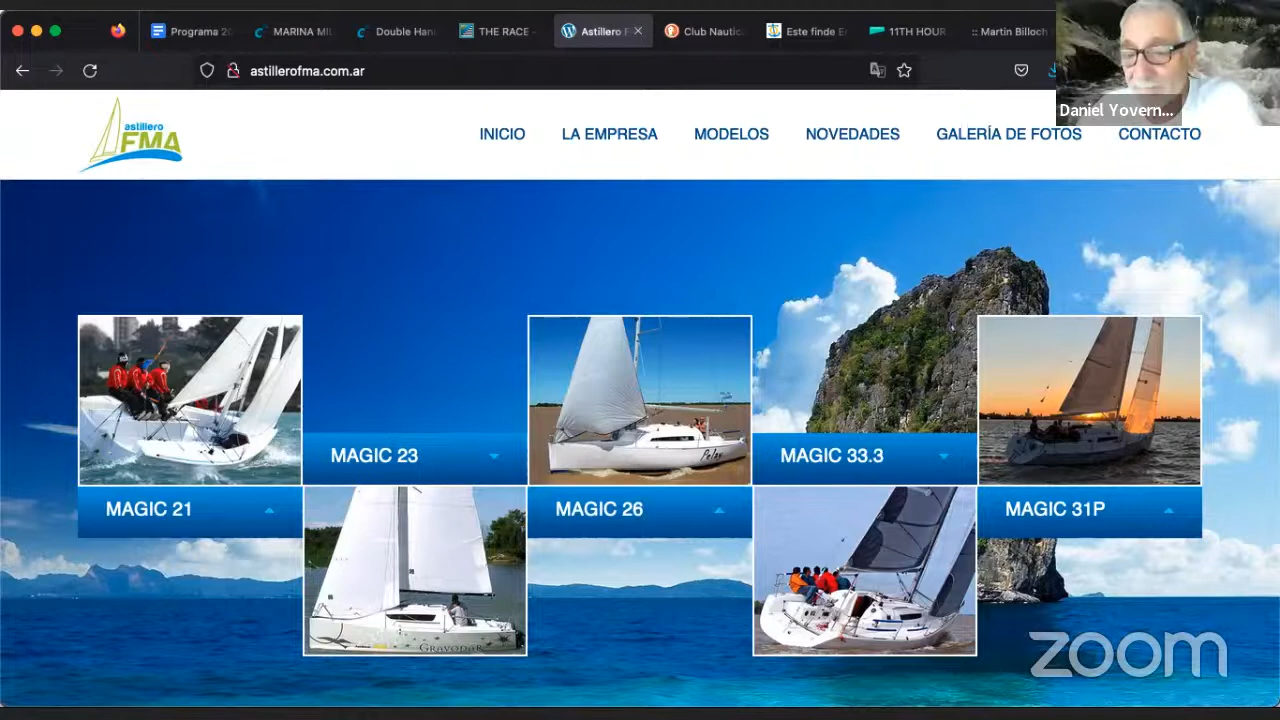 Programa 20
MARINA MI
Double Han
THE RACE -
Astillero F
Club Nautic
Este finde E
11TH HOUR
:: Martin Billoch
astillerofma.com.ar
Daniel Yovern...
astillero
FMA
INICIO
LA EMPRESA
MODELOS
NOVEDADES
GALERÍA DE FOTOS
CONTACTO
MAGIC 23
MAGIC 33.3
MAGIC 21
MAGIC 26
MAGIC 31P
zoom